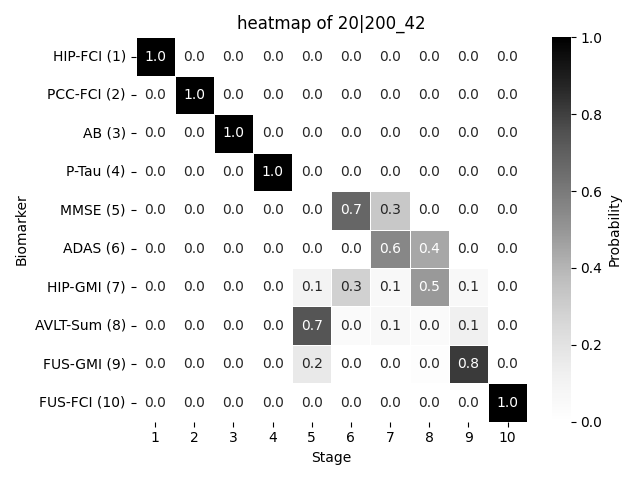 heatmap of 20|200_42
HIP-FCI (1) 1.0 0.0 0.0 0.0 0.0 0.0 0.0 0.0 0.0 0.0
PCC-FCI (2) 0.0 1.0 0.0 0.0 0.0 0.0 0.0 0.0 0.0 0.0
AB (3) 0.0 0.0 1.0 0.0 0.0 0.0 0.0 0.0 0.0 0.0
P-Tau (4) 0.0 0.0 0.0 1.0 0.0 0.0 0.0 0.0 0.0 0.0
MMSE (5) 0.0 0.0 0.0 0.0 0.0 0.7 0.3 0.0 0.0 0.0
ADAS (6) 0.0 0.0 0.0 0.0 0.0 0.0 0.6 0.4 0.0 0.0
HIP-GMI (7) 0.0 0.0 0.0 0.0 0.1 0.3 0.1 0.5 0.1 0.0
AVLT-Sum (8) 0.0 0.0 0.0 0.0 0.7 0.0 0.1 0.0 0.1 0.0
FUS-GMI (9) 0.0 0.0 0.0 0.0 0.2 0.0 0.0 0.0 0.8 0.0
FUS-FCI (10) 0.0 0.0 0.0 0.0 0.0 0.0 0.0 0.0 0.0 1.0
1 2 3 4 5 6 7 8 9 10
Stage
Biomarker
1.0
0.8
0.6
0.4
0.2
0.0
Probability